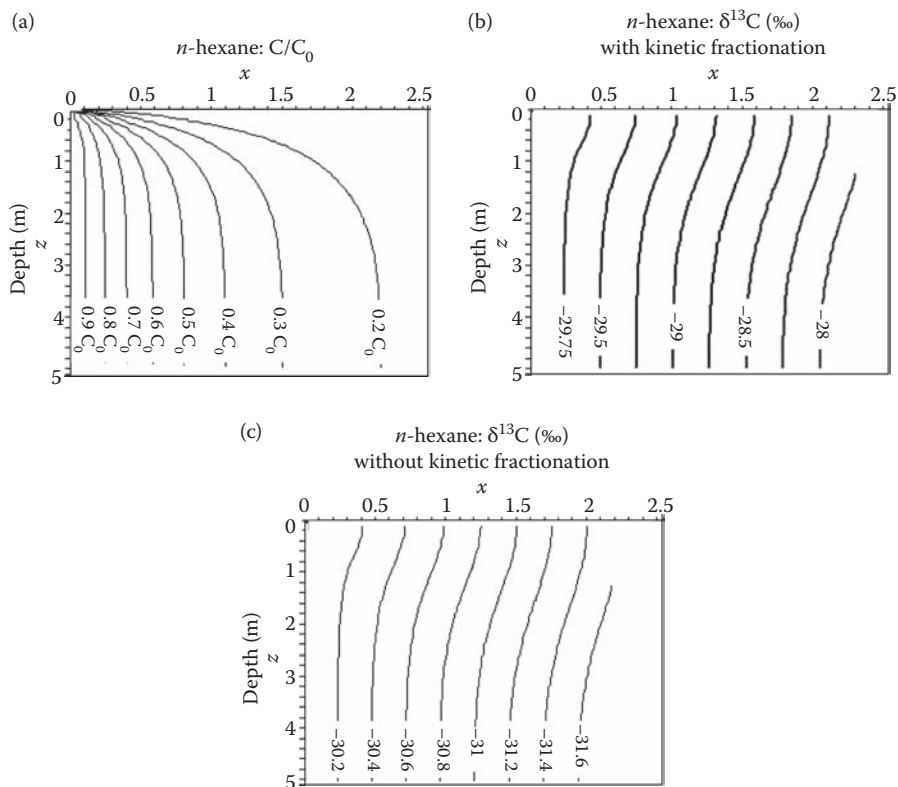 (a)
n-hexane: C/C₀
x
0 0.5 1 1.5 2 2.5
0
1
2
3
4
5
Depth (m)
z
0.9 C₀
0.8 C₀
0.7 C₀
0.6 C₀
0.5 C₀
0.4 C₀
0.3 C₀
0.2 C₀
(b)
n-hexane: δ¹³C (‰)
with kinetic fractionation
x
0 0.5 1 1.5 2 2.5
0
1
2
3
4
5
Depth (m)
z
−29.75
−29.5
−29
−28.5
−28
(c)
n-hexane: δ¹³C (‰)
without kinetic fractionation
x
0 0.5 1 1.5 2 2.5
0
1
2
3
4
5
Depth (m)
z
−30.2
−30.4
−30.6
−30.8
−31
−31.2
−31.4
−31.6